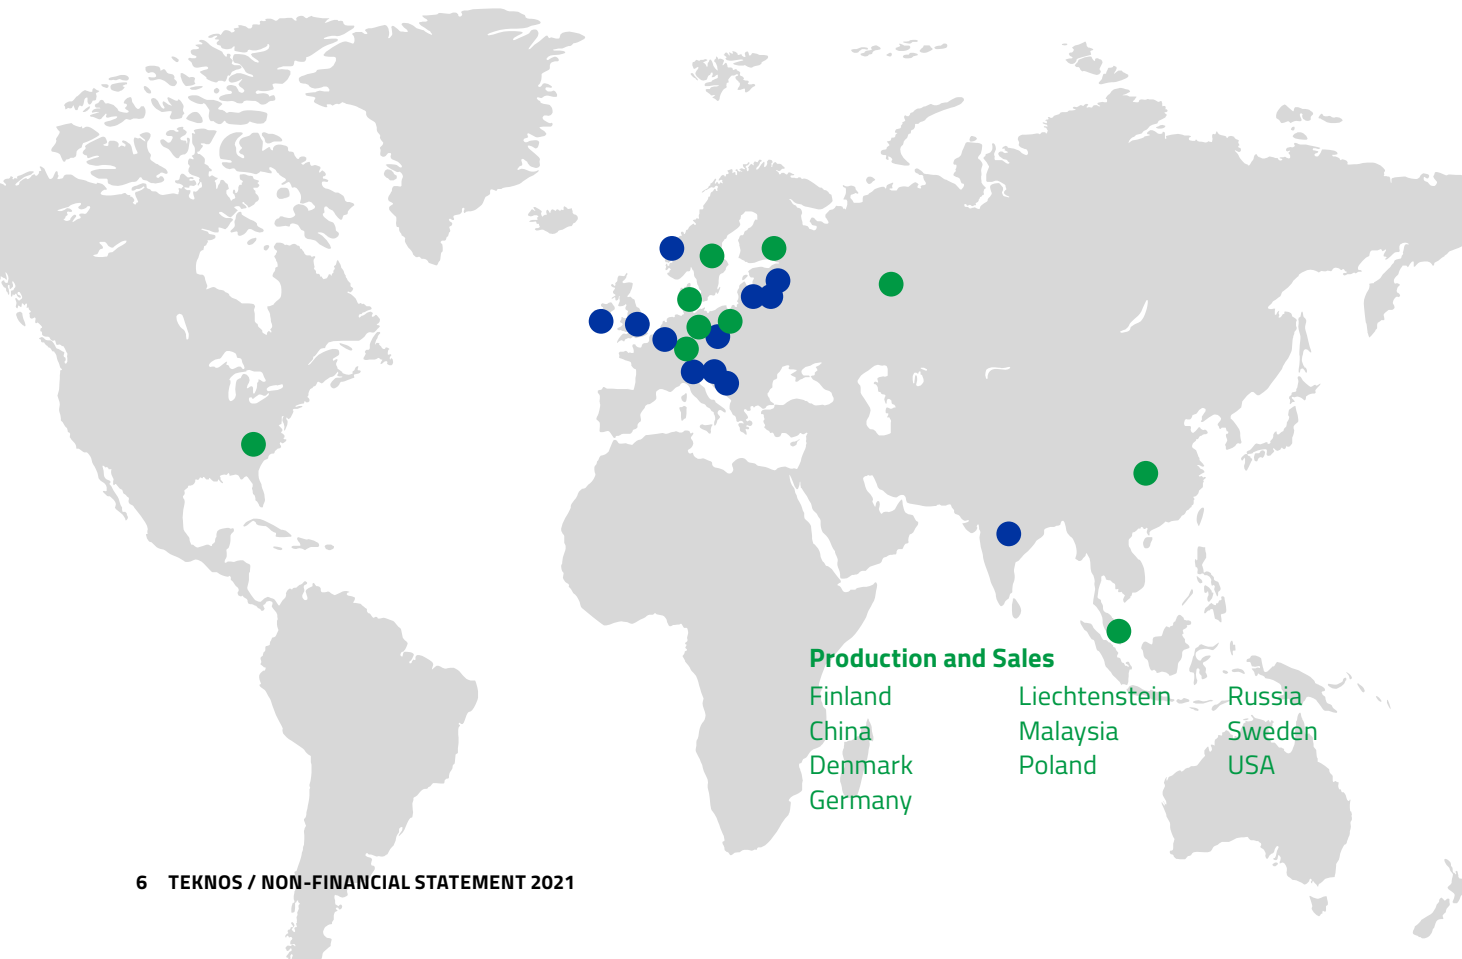 Production and Sales
Finland
China
Denmark
Germany
Liechtenstein
Malaysia
Poland
Russia
Sweden
USA
6 TEKNOS / NON-FINANCIAL STATEMENT 2021